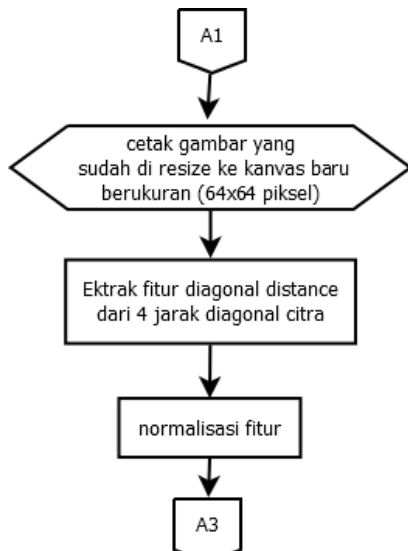 A1
cetak gambar yang
sudah di resize ke kanvas baru
berukuran (64x64 piksel)
Ektrak fitur diagonal distance
dari 4 jarak diagonal citra
normalisasi fitur
A3